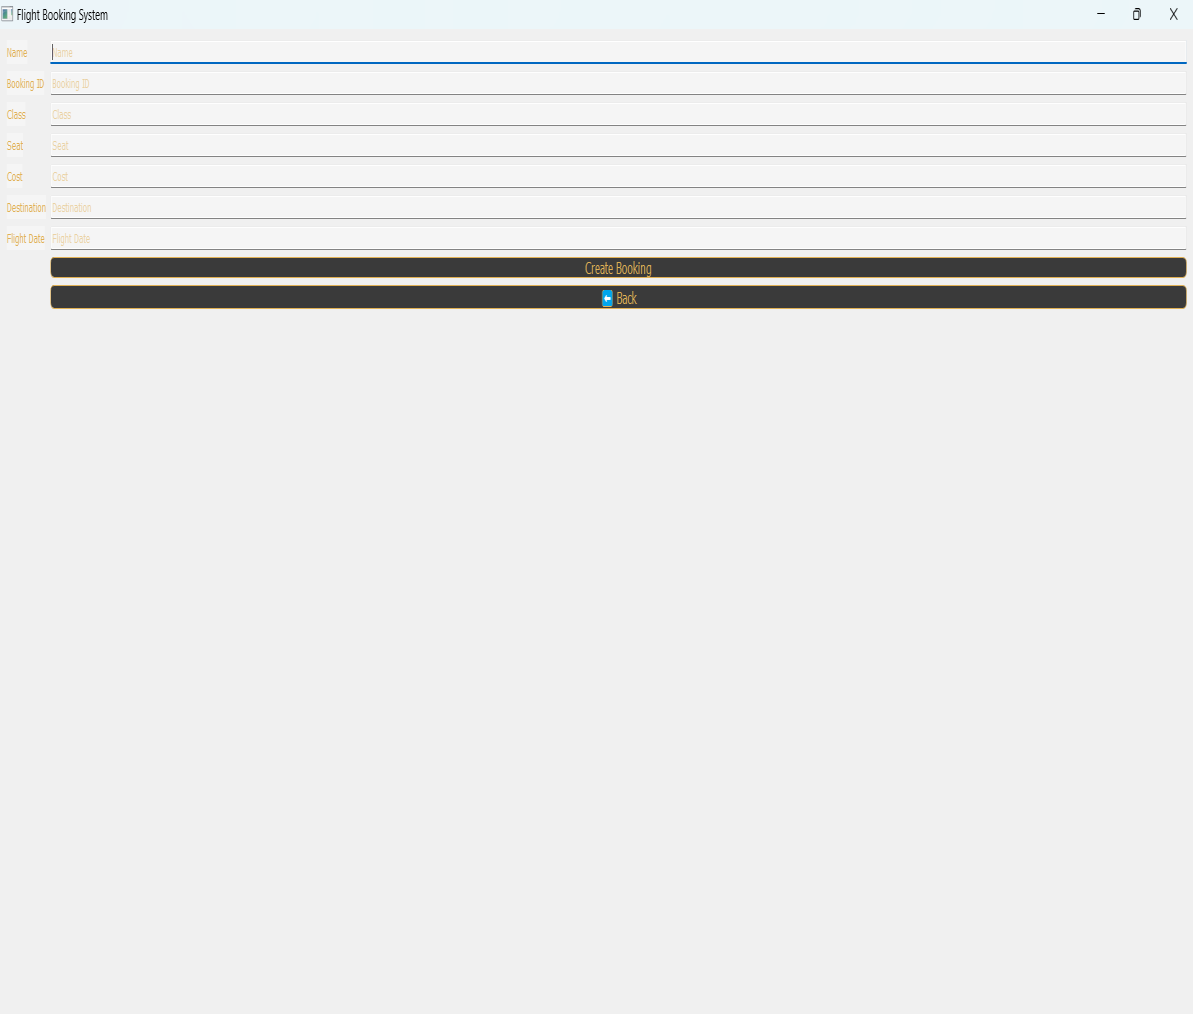 Flight Booking System
Name Name
Booking ID Booking ID
Class Class
Seat Seat
Cost Cost
Destination Destination
Flight Date Flight Date
Create Booking
Back